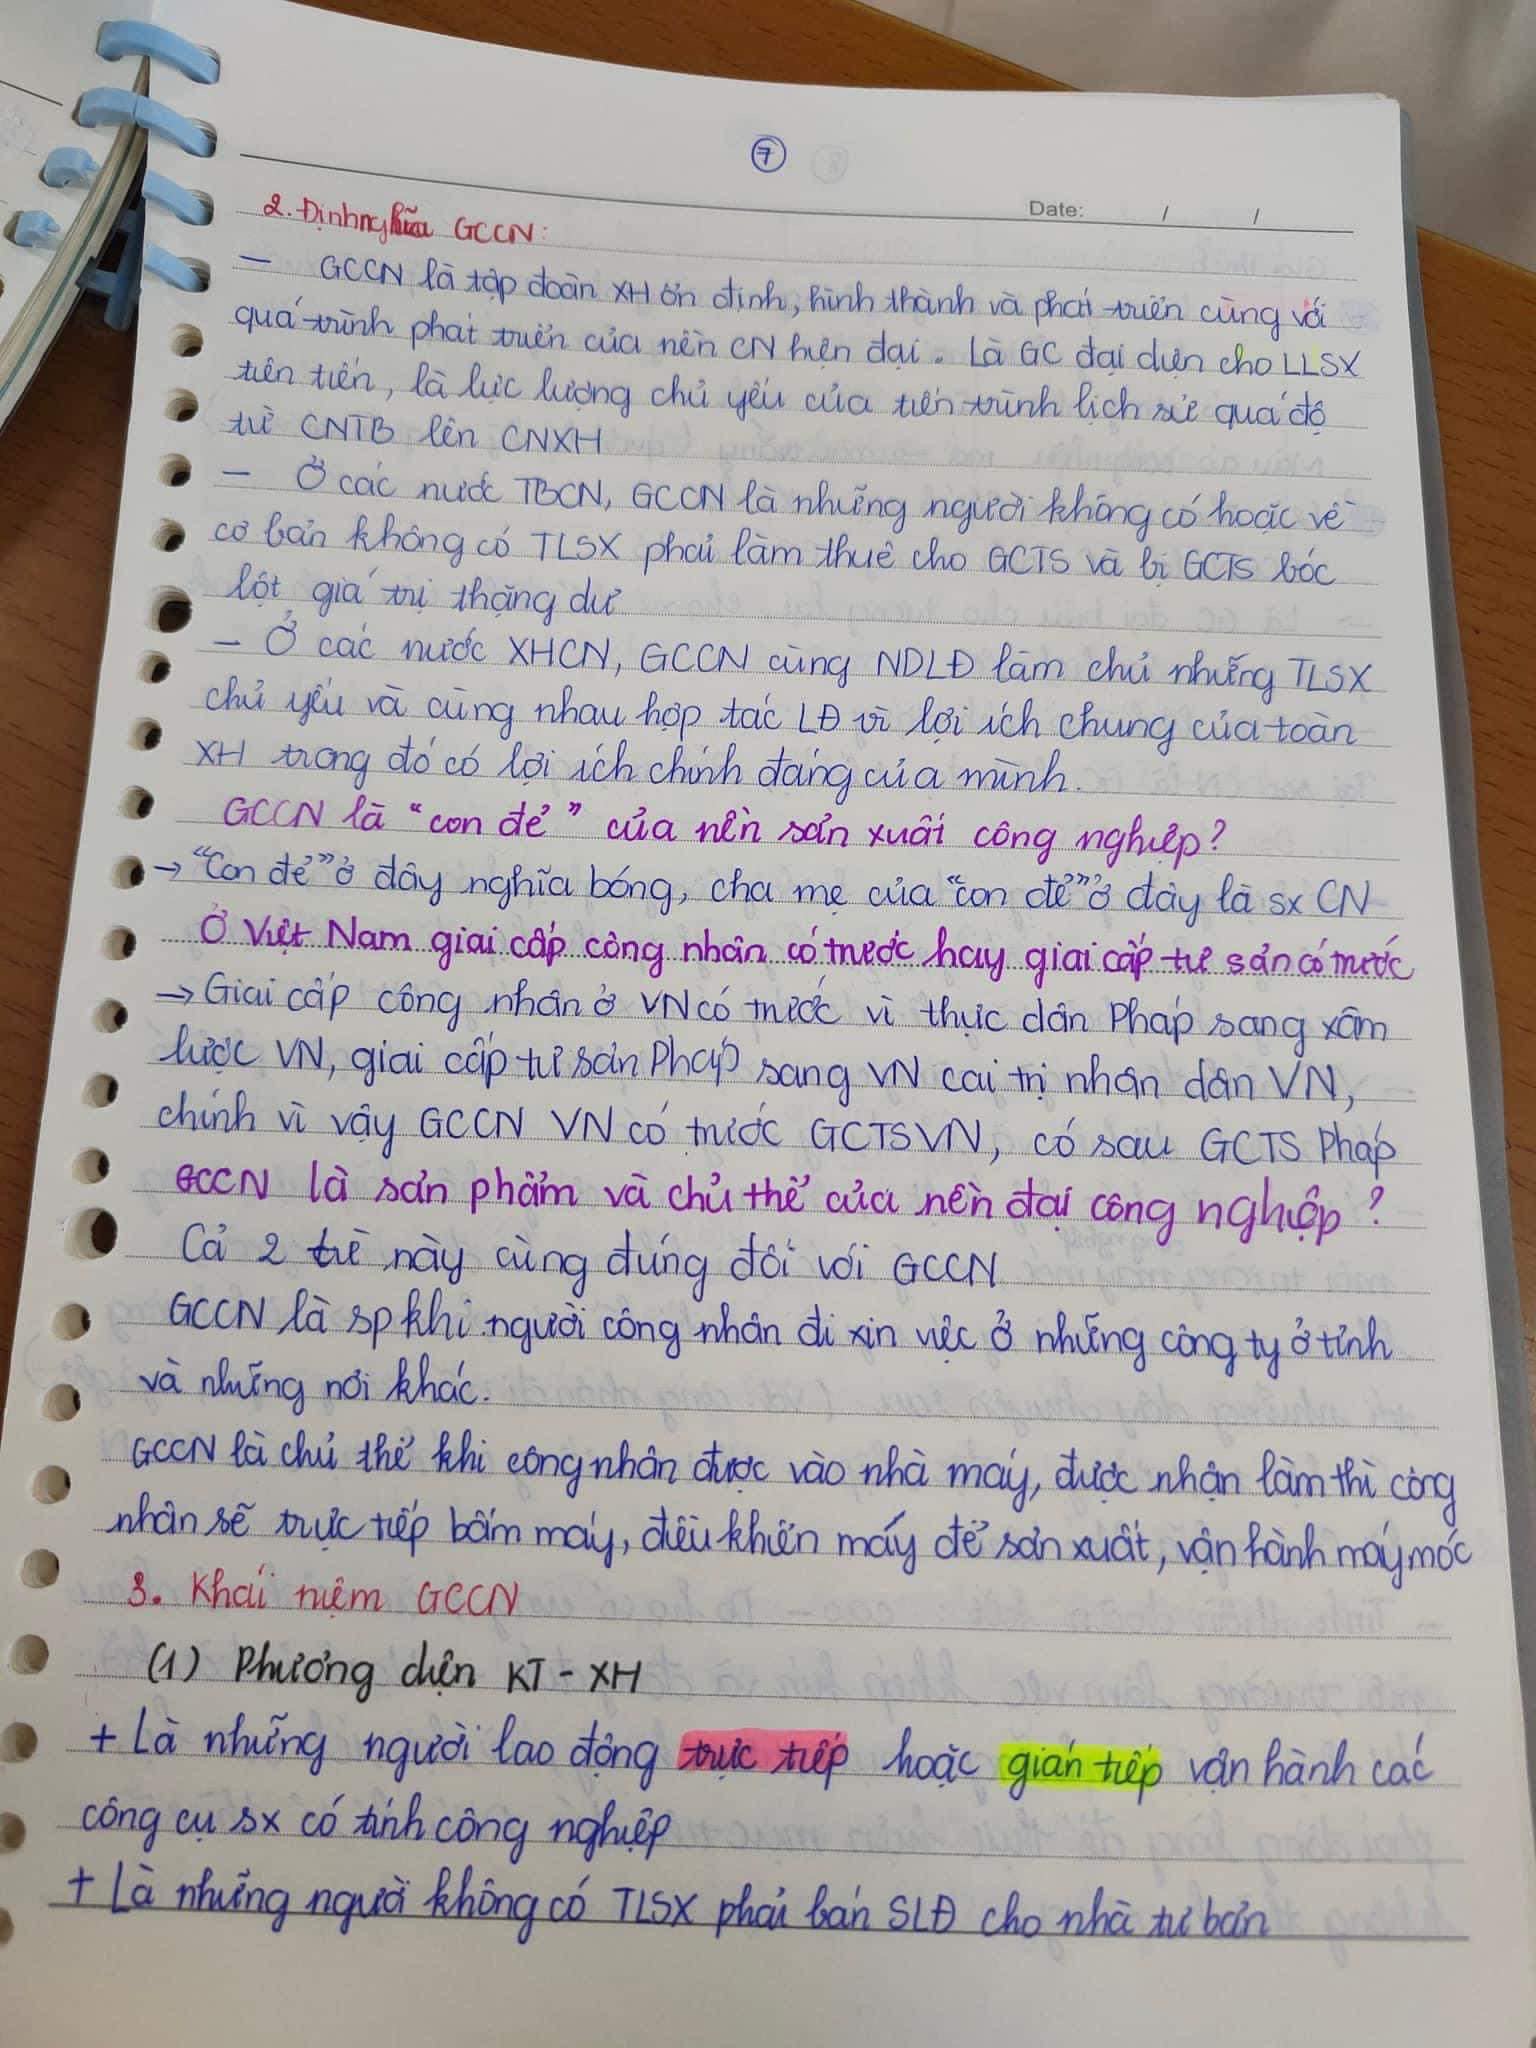 7
Date: / /
2. Định nghĩa GCCN:
— GCCN là tập đoàn XH ổn định, hình thành và phát triển cùng với
quá trình phát triển của nền CN hiện đại. Là GC đại diện cho LLSX
tiên tiến, là lực lượng chủ yếu của tiến trình lịch sử quá độ
từ CNTB lên CNXH
— Ở các nước TBCN, GCCN là những người không có hoặc về
cơ bản không có TLSX phải làm thuê cho GCTS và bị GCTS bóc
lột giá trị thặng dư
— Ở các nước XHCN, GCCN cùng NDLĐ làm chủ những TLSX
chủ yếu và cùng nhau hợp tác LĐ vì lợi ích chung của toàn
XH trong đó có lợi ích chính đáng của mình.
GCCN là "con đẻ" của nền sản xuất công nghiệp?
→ "Con đẻ" ở đây nghĩa bóng, cha mẹ của "con đẻ" ở đây là sx CN
Ở Việt Nam giai cấp công nhân có trước hay giai cấp tư sản có trước
→ Giai cấp công nhân ở VN có trước vì thực dân Pháp sang xâm
lược VN, giai cấp tư sản Pháp sang VN cai trị nhân dân VN,
chính vì vậy GCCN VN có trước GCTS VN, có sau GCTS Pháp
GCCN là sản phẩm và chủ thể của nền đại công nghiệp?
Cả 2 từ này cùng đúng đối với GCCN
GCCN là sp khi người công nhân đi xin việc ở những công ty ở tỉnh
và những nơi khác.
GCCN là chủ thể khi công nhân được vào nhà máy, được nhận làm thì công
nhân sẽ trực tiếp bấm máy, điều khiển máy để sản xuất, vận hành máy móc
3. Khái niệm GCCN
(1) Phương diện KT - XH
+ Là những người lao động trực tiếp hoặc gián tiếp vận hành các
công cụ sx có tính công nghiệp
+ Là những người không có TLSX phải bán SLĐ cho nhà tư bản